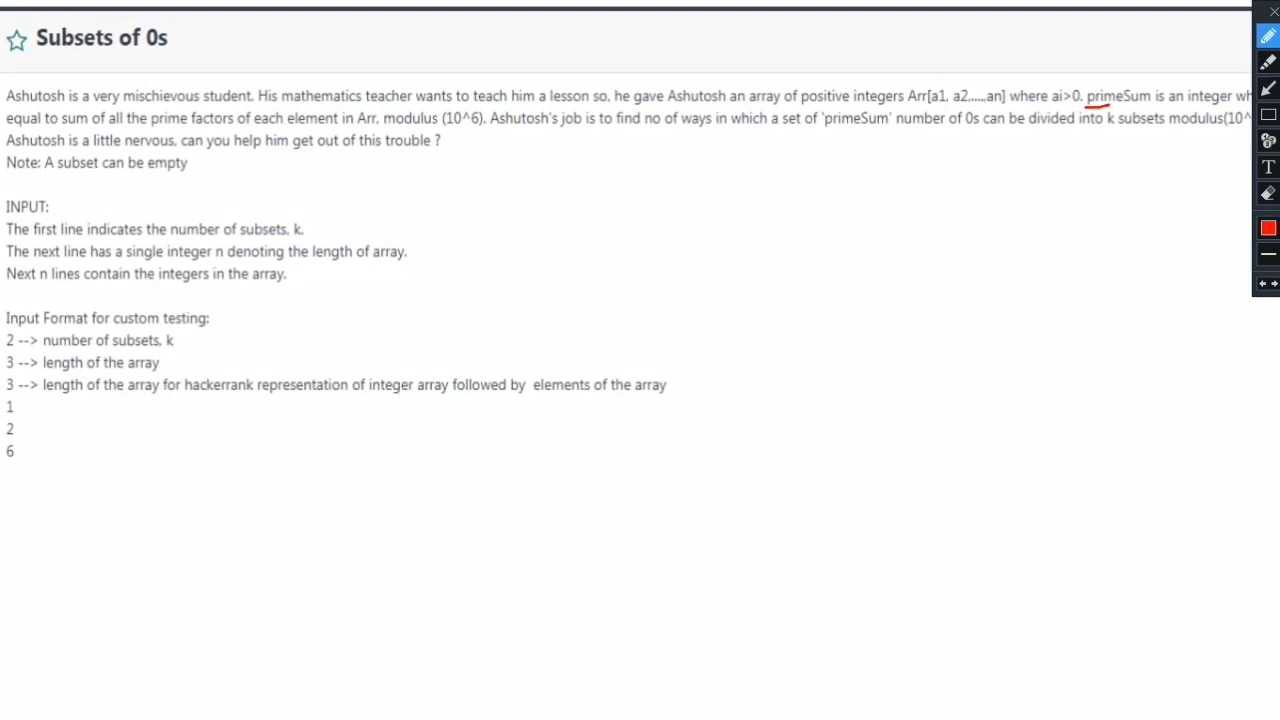 Subsets of 0s
Ashutosh is a very mischievous student. His mathematics teacher wants to teach him a lesson so, he gave Ashutosh an array of positive integers Arr[a1, a2,....,an] where ai>0. primeSum is an integer wh
equal to sum of all the prime factors of each element in Arr, modulus (10^6). Ashutosh's job is to find no of ways in which a set of 'primeSum' number of 0s can be divided into k subsets modulus(10^
Ashutosh is a little nervous, can you help him get out of this trouble ?
Note: A subset can be empty
INPUT:
The first line indicates the number of subsets, k.
The next line has a single integer n denoting the length of array.
Next n lines contain the integers in the array.
Input Format for custom testing:
2 --> number of subsets, k
3 --> length of the array
3 --> length of the array for hackerrank representation of integer array followed by elements of the array
1
2
6
T